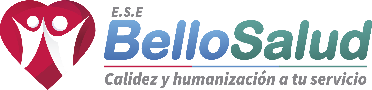 E.S.E
BelloSalud
Calidez y humanización a tu servicio